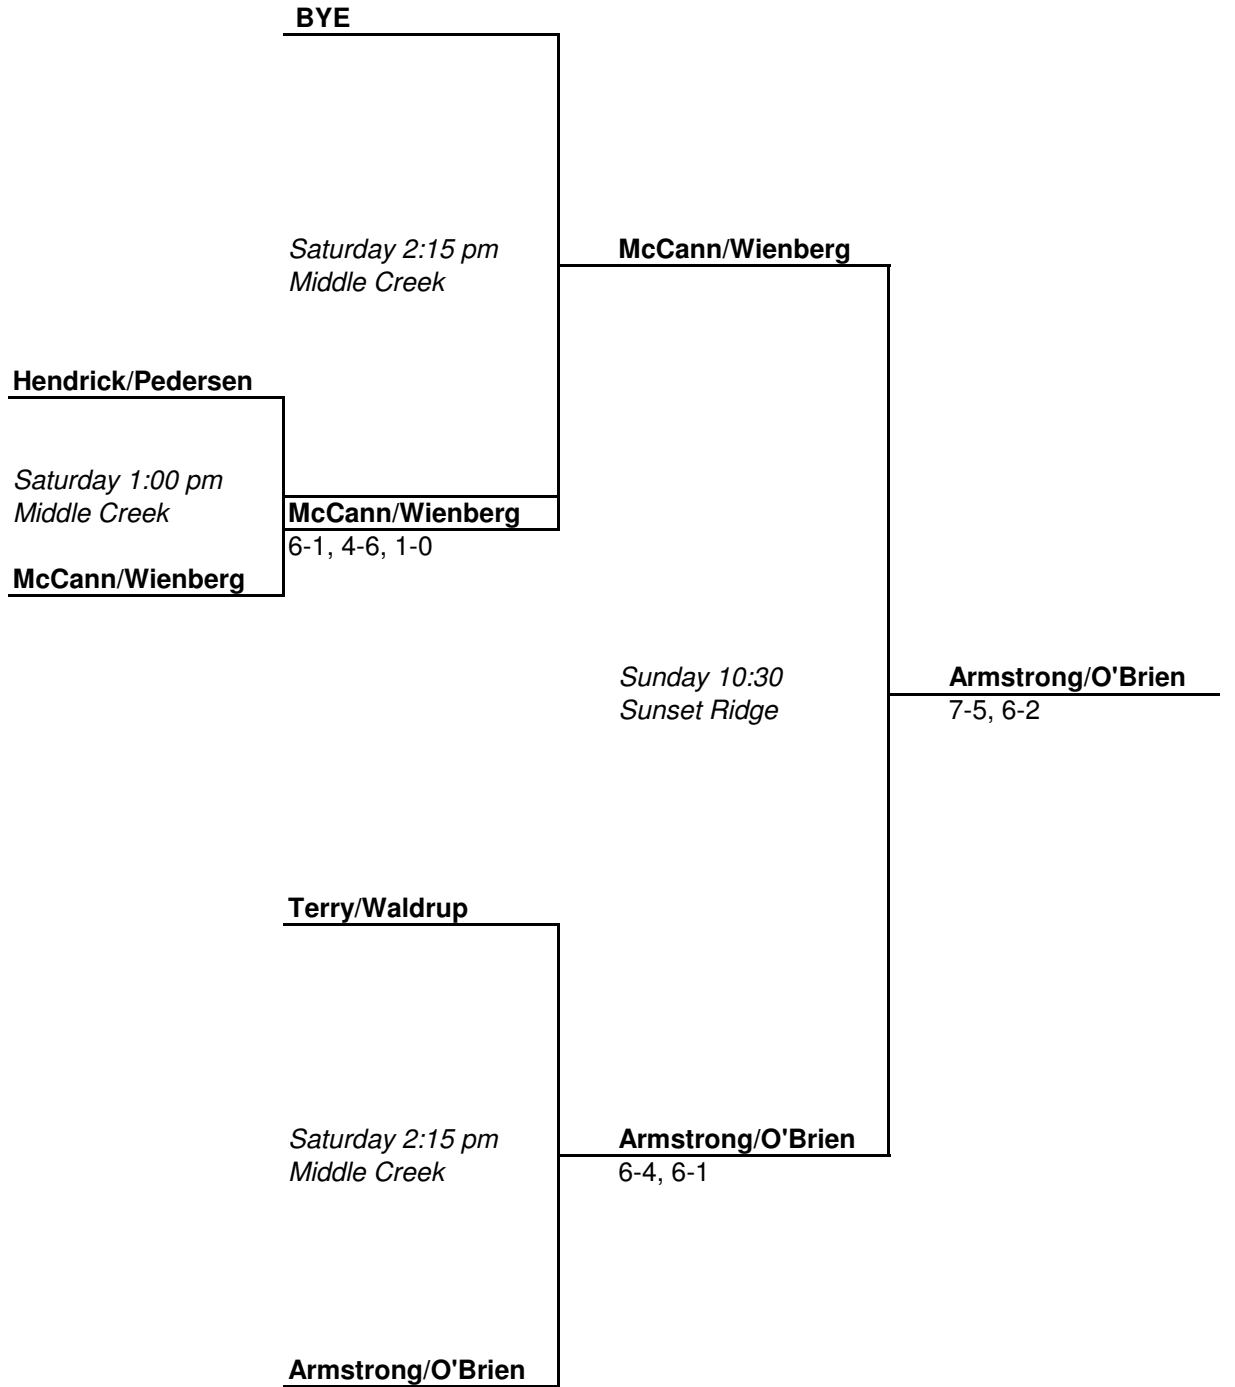 BYE
Saturday 2:15 pm
Middle Creek
McCann/Wienberg
Hendrick/Pedersen
Saturday 1:00 pm
Middle Creek
McCann/Wienberg
6-1, 4-6, 1-0
McCann/Wienberg
Sunday 10:30
Sunset Ridge
Armstrong/O'Brien
7-5, 6-2
Terry/Waldrup
Saturday 2:15 pm
Middle Creek
Armstrong/O'Brien
6-4, 6-1
Armstrong/O'Brien